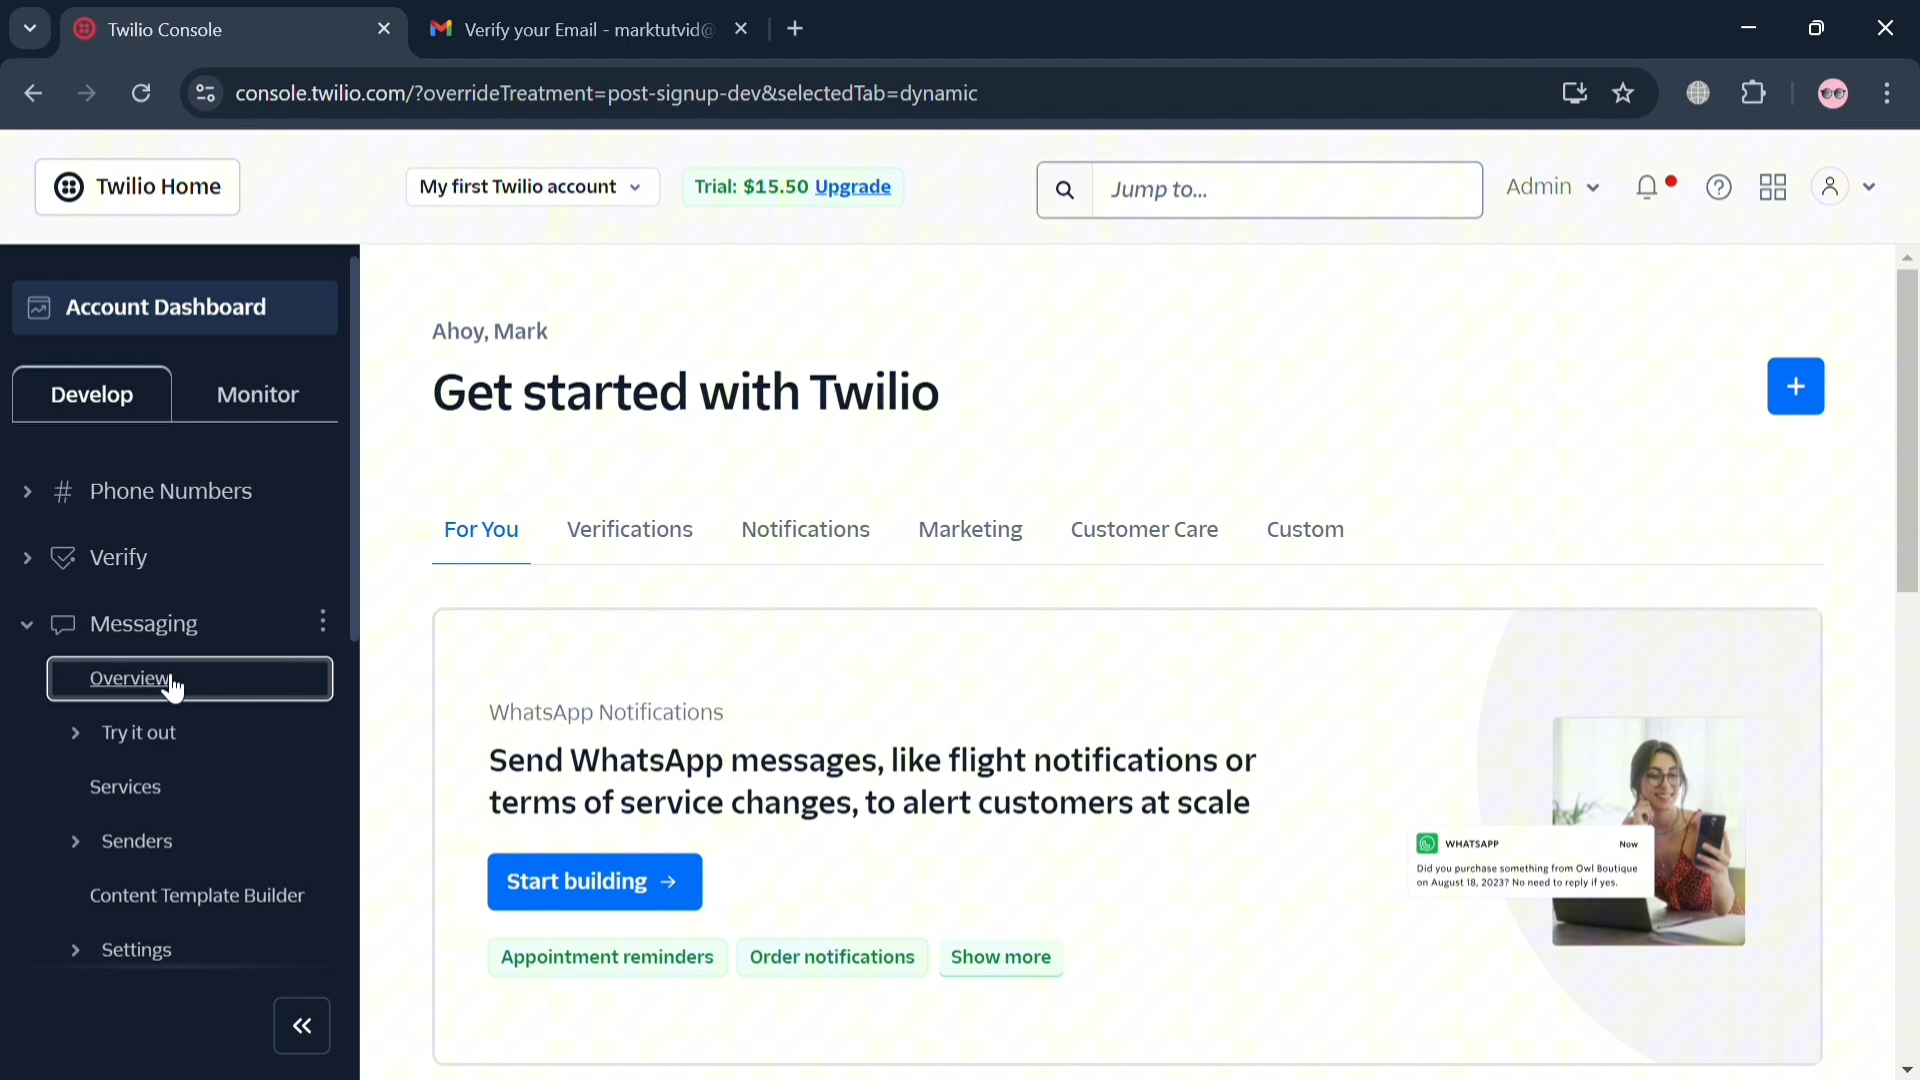 Twilio Console
Verify your Email - marktutvid@
console.twilio.com/?overrideTreatment=post-signup-dev&selectedTab=dynamic
Twilio Home
My first Twilio account
Trial: $15.50 Upgrade
Jump to...
Admin
Account Dashboard
Develop
Monitor
# Phone Numbers
Verify
Messaging
Overview
Try it out
Services
Senders
Content Template Builder
Settings
Ahoy, Mark
Get started with Twilio
+
For You
Verifications
Notifications
Marketing
Customer Care
Custom
WhatsApp Notifications
Send WhatsApp messages, like flight notifications or
terms of service changes, to alert customers at scale
Start building →
Appointment reminders
Order notifications
Show more
WHATSAPP
Now
Did you purchase something from Owl Boutique
on August 18, 2023? No need to reply if yes.